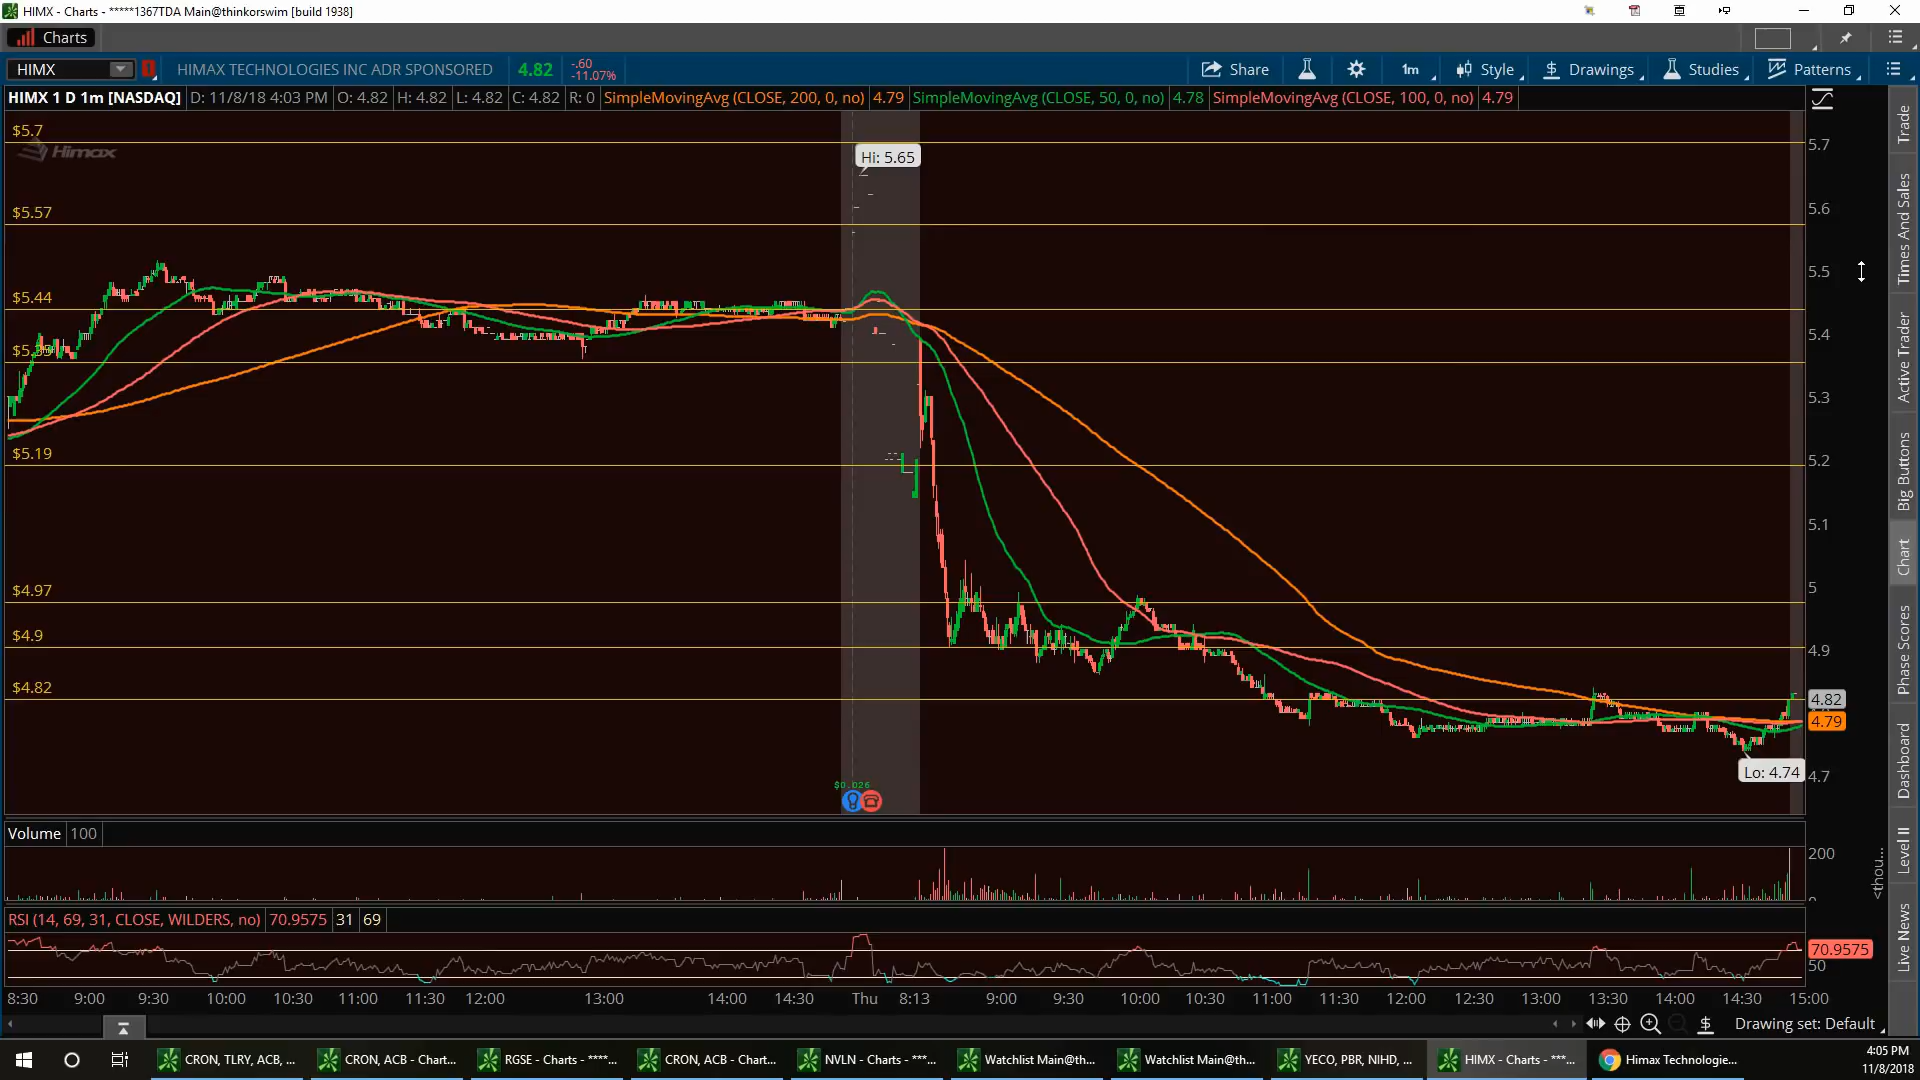 HIMX - Charts - *****1367TDA Main@thinkorswim [build 1938]
Charts
HIMX
HIMAX TECHNOLOGIES INC ADR SPONSORED
4.82
-.60
-11.07%
Share
1m
Style
Drawings
Studies
Patterns
HIMX 1 D 1m [NASDAQ]
D: 11/8/18 4:03 PM
O: 4.82
H: 4.82
L: 4.82
C: 4.82
R: 0
SimpleMovingAvg (CLOSE, 200, 0, no)
4.79
SimpleMovingAvg (CLOSE, 50, 0, no)
4.78
SimpleMovingAvg (CLOSE, 100, 0, no)
4.79
$5.7
Himax
Hi: 5.65
$5.57
$5.44
$5.35
$5.19
$4.97
$4.9
$4.82
Lo: 4.74
$0.026
5.7
5.6
5.5
5.4
5.3
5.2
5.1
5
4.9
4.82
4.79
4.7
Trade
Times And Sales
Active Trader
Big Buttons
Chart
Phase Scores
Dashboard
Level II
Live News
Volume
100
200
0
<thou...
RSI (14, 69, 31, CLOSE, WILDERS, no)
70.9575
31
69
70.9575
50
8:30 9:00 9:30 10:00 10:30 11:00 11:30 12:00 13:00 14:00 14:30 Thu 8:13 9:00 9:30 10:00 10:30 11:00 11:30 12:00 12:30 13:00 13:30 14:00 14:30 15:00
Drawing set: Default
CRON, TLRY, ACB, ...
CRON, ACB - Chart...
RGSE - Charts - ****...
CRON, ACB - Chart...
NVLN - Charts - ***...
Watchlist Main@th...
Watchlist Main@th...
YECO, PBR, NIHD, ...
HIMX - Charts - ***...
Himax Technologie...
4:05 PM
11/8/2018